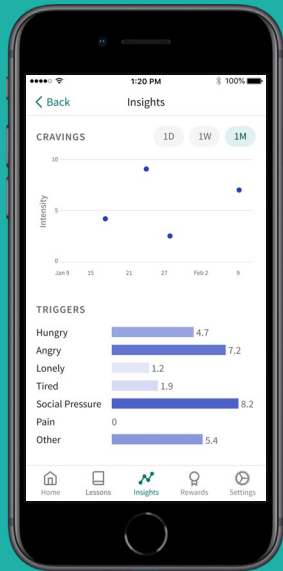 1:20 PM 100%
Back Insights
CRAVINGS 1D 1W 1M
10
Intensity
5
0
Jan 9 15 21 27 Feb 2 9
TRIGGERS
Hungry 4.7
Angry 7.2
Lonely 1.2
Tired 1.9
Social Pressure 8.2
Pain 0
Other 5.4
Home Lessons Insights Rewards Settings